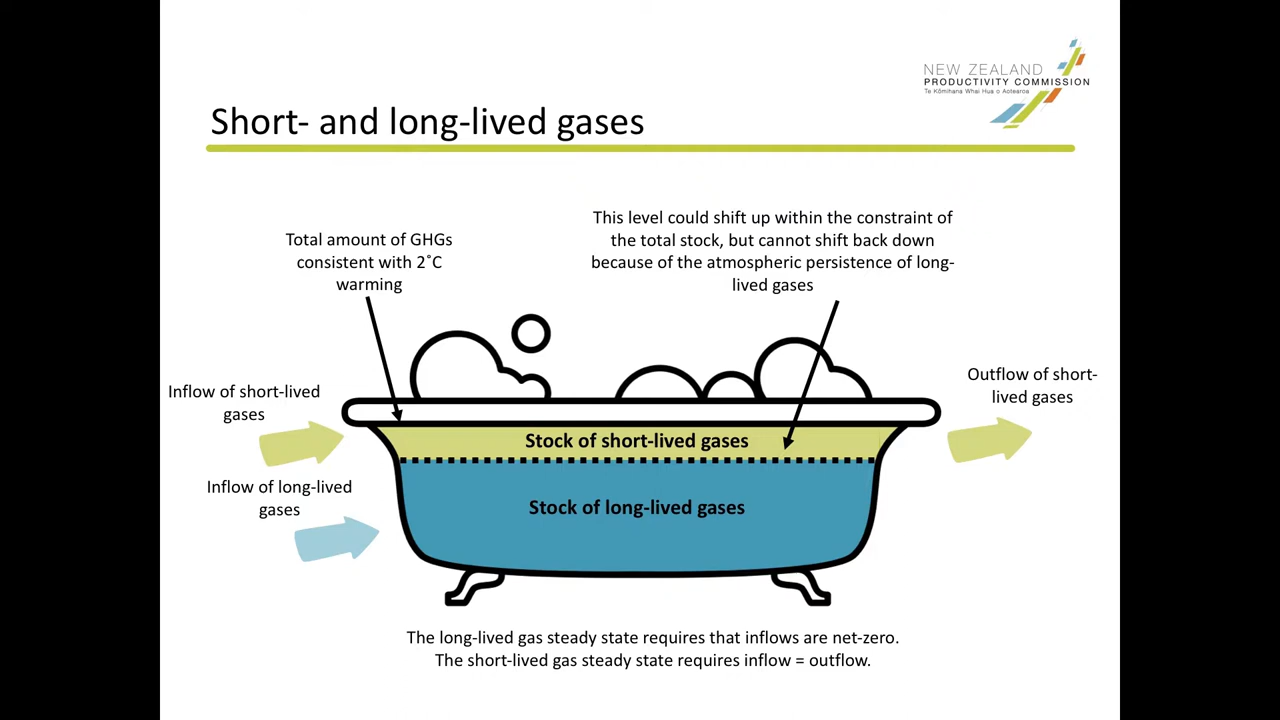 NEW ZEALAND
PRODUCTIVITY COMMISSION
Te Kōmihana Whai Hua o Aotearoa
Short- and long-lived gases
This level could shift up within the constraint of
the total stock, but cannot shift back down
because of the atmospheric persistence of long-
lived gases
Total amount of GHGs
consistent with 2˚C
warming
Inflow of short-lived
gases
Outflow of short-
lived gases
Stock of short-lived gases
Inflow of long-lived
gases
Stock of long-lived gases
The long-lived gas steady state requires that inflows are net-zero.
The short-lived gas steady state requires inflow = outflow.